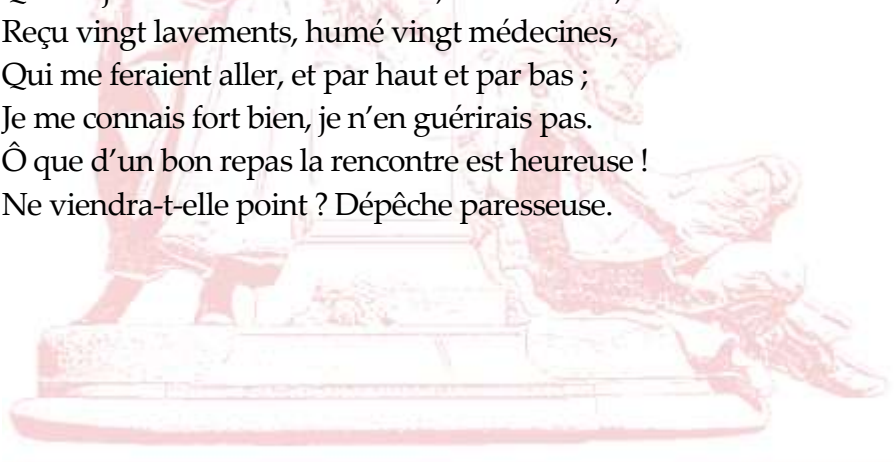 Reçu vingt lavements, humé vingt médecines,
Qui me feraient aller, et par haut et par bas ;
Je me connais fort bien, je n’en guérirais pas.
Ô que d’un bon repas la rencontre est heureuse !
Ne viendra-t-elle point ? Dépêche paresseuse.